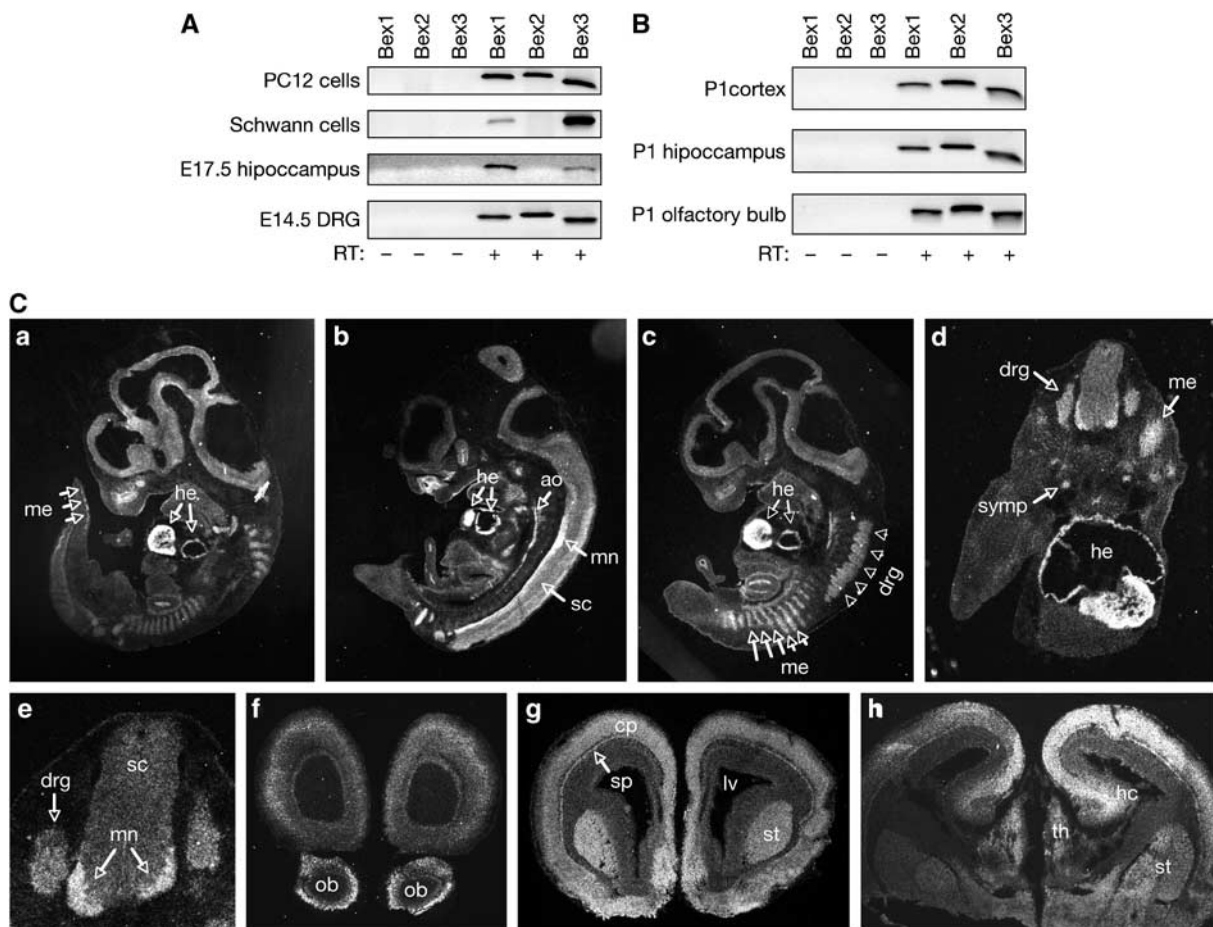 A
Bex1 Bex2 Bex3 Bex1 Bex2 Bex3
PC12 cells
Schwann cells
E17.5 hipoccampus
E14.5 DRG
RT: – – – + + +
B
Bex1 Bex2 Bex3 Bex1 Bex2 Bex3
P1cortex
P1 hipoccampus
P1 olfactory bulb
RT: – – – + + +
C
a
me
he
b
he
ao
mn
sc
c
he
drg
me
d
drg
me
symp
he
e
sc
drg
mn
f
ob ob
g
cp
sp
lv
st
h
hc
th
st